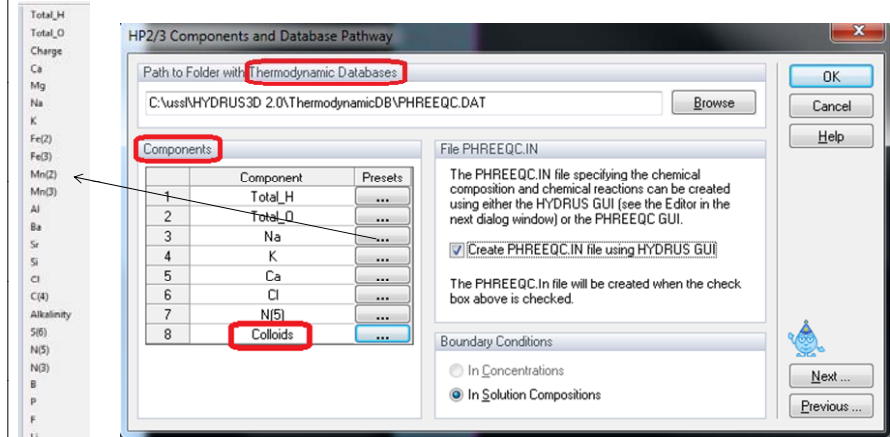 Total_H
Total_O
Charge
Ca
Mg
Na
K
Fe(2)
Fe(3)
Mn(2)
Mn(3)
Al
Ba
Sr
Si
Cl
C(4)
Alkalinity
S(6)
N(5)
N(3)
B
P
F
Li
HP2/3 Components and Database Pathway
Path to Folder with Thermodynamic Databases
C:\ussl\HYDRUS3D 2.0\ThermodynamicDB\PHREEQC.DAT
Browse
Components
Component Presets
1 Total_H ...
2 Total_O ...
3 Na ...
4 K ...
5 Ca ...
6 Cl ...
7 N(5) ...
8 Colloids ...
File PHREEQC.IN
The PHREEQC.IN file specifying the chemical
composition and chemical reactions can be created
using either the HYDRUS GUI (see the Editor in the
next dialog window) or the PHREEQC GUI.
Create PHREEQC.IN file using HYDRUS GUI
The PHREEQC.In file will be created when the check
box above is checked.
Boundary Conditions
In Concentrations
In Solution Compositions
OK
Cancel
Help
Next ...
Previous ...